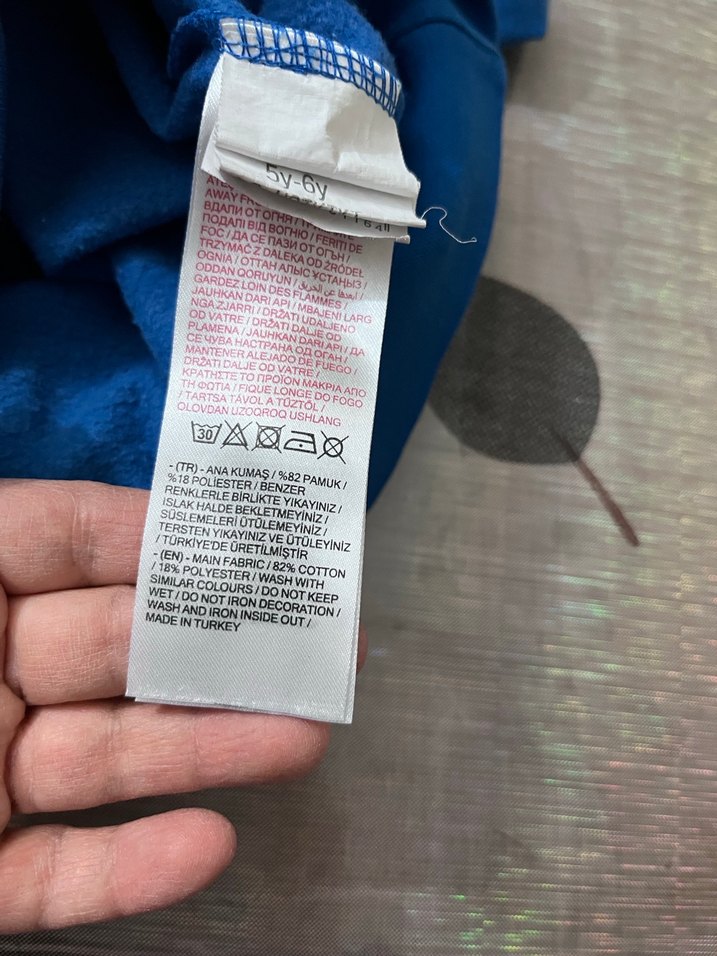 5y-6y
AWAY
ВДАЛИ ОТ ОГНЯ /
ПОДАЛІ ВІД ВОГНЮ / FERIȚI DE
FOC / ДА СЕ ПАЗИ ОТ ОГЪН /
TRZYMAĆ Z DALEKA OD ŹRÓDEŁ
OGNIA / ОТТАН АЛЫС ҰСТАҢЫЗ /
ODDAN QORUYUN / ابعدها عن الحريق /
GARDEZ LOIN DES FLAMMES /
JAUHKAN DARI API / MBAJENI LARG
NGA ZJARRI / DRŽATI UDALJENO
OD VATRE / DRŽATI DALJE OD
PLAMENA / JAUHKAN DARI API / ДА
СЕ ЧУВА НАСТРАНА ОД ОГАН /
MANTENER ALEJADO DE FUEGO /
DRŽATI DALJE OD VATRE /
ΚΡΑΤΗΣΤΕ ΤΟ ΠΡΟΪΟΝ ΜΑΚΡΙΑ ΑΠΟ
ΤΗ ΦΩΤΙΑ / FIQUE LONGE DO FOGO
/ TARTSA TÁVOL A TŰZTŐL /
OLOVDAN UZOQROQ USHLANG
30
- (TR) - ANA KUMAŞ / %82 PAMUK /
%18 POLİESTER / BENZER
RENKLERLE BİRLİKTE YIKAYINIZ /
ISLAK HALDE BEKLETMEYİNİZ /
SÜSLEMELERİ ÜTÜLEMEYİNİZ /
TERSTEN YIKAYINIZ VE ÜTÜLEYİNİZ
/ TÜRKİYE'DE ÜRETİLMİŞTİR
- (EN) - MAIN FABRIC / 82% COTTON
/ 18% POLYESTER / WASH WITH
SIMILAR COLOURS / DO NOT KEEP
WET / DO NOT IRON DECORATION /
WASH AND IRON INSIDE OUT /
MADE IN TURKEY